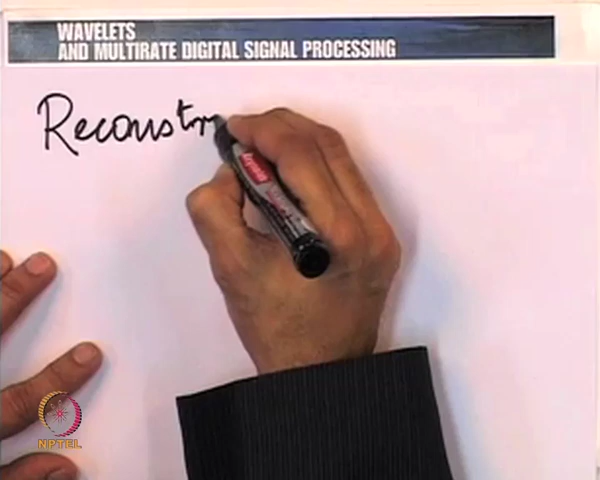 WAVELETS
AND MULTIRATE DIGITAL SIGNAL PROCESSING
Reconstr
NPTEL